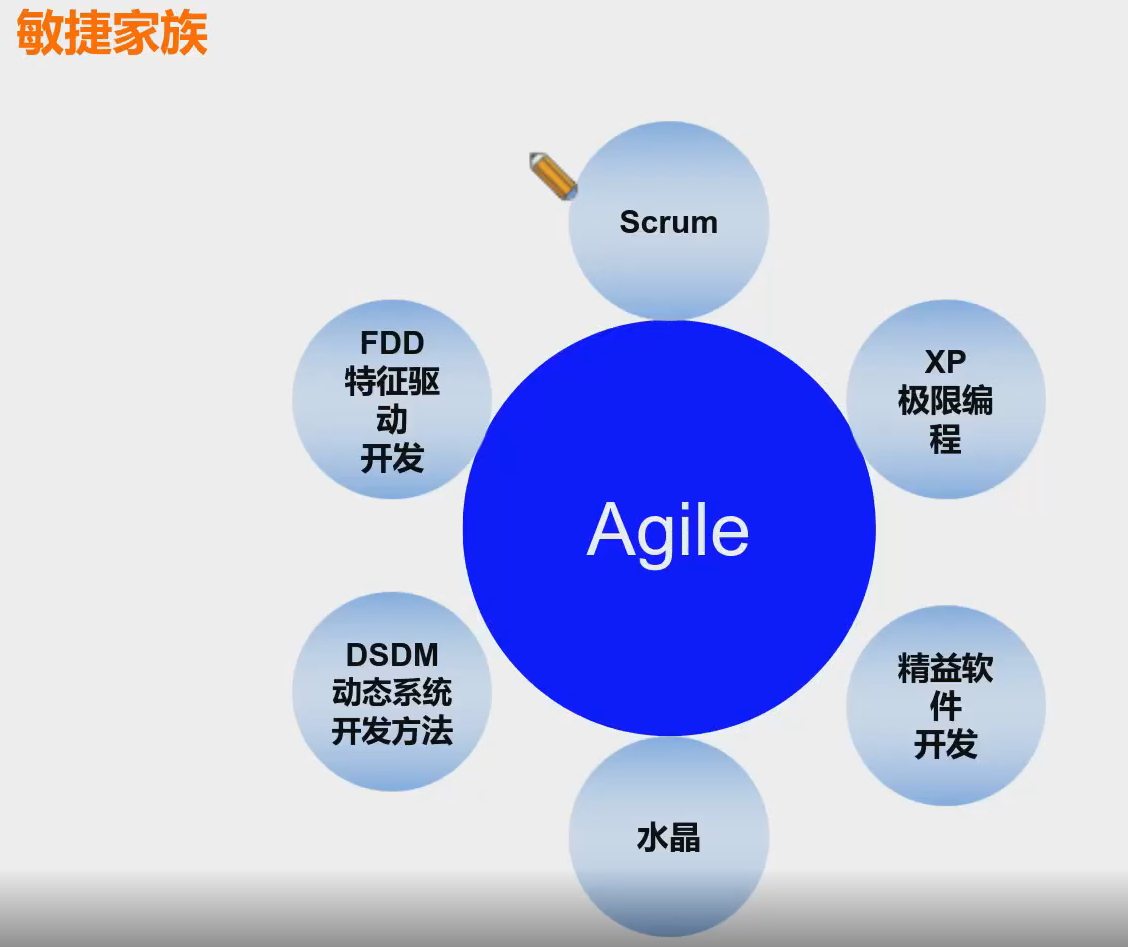 敏捷家族
Scrum
FDD
特征驱
动
开发
XP
极限编
程
Agile
DSDM
动态系统
开发方法
精益软
件
开发
水晶